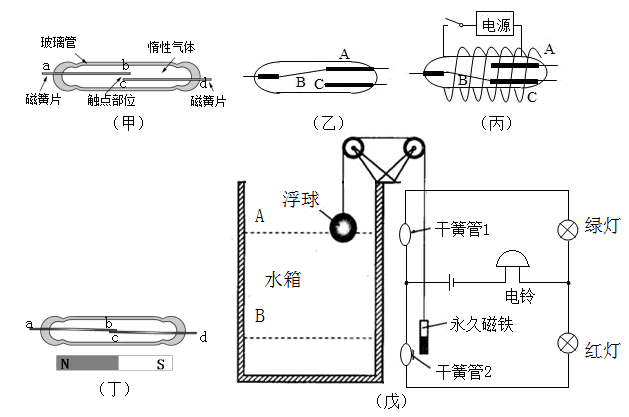 玻璃管 b 惰性气体
a c d
磁簧片 触点部位 磁簧片
(甲)
A
B C
(乙)
电源
A
B
C
(丙)
a b c d
N S
(丁)
浮球
A
水箱
B
干簧管1
绿灯
电铃
永久磁铁
红灯
干簧管2
(戊)